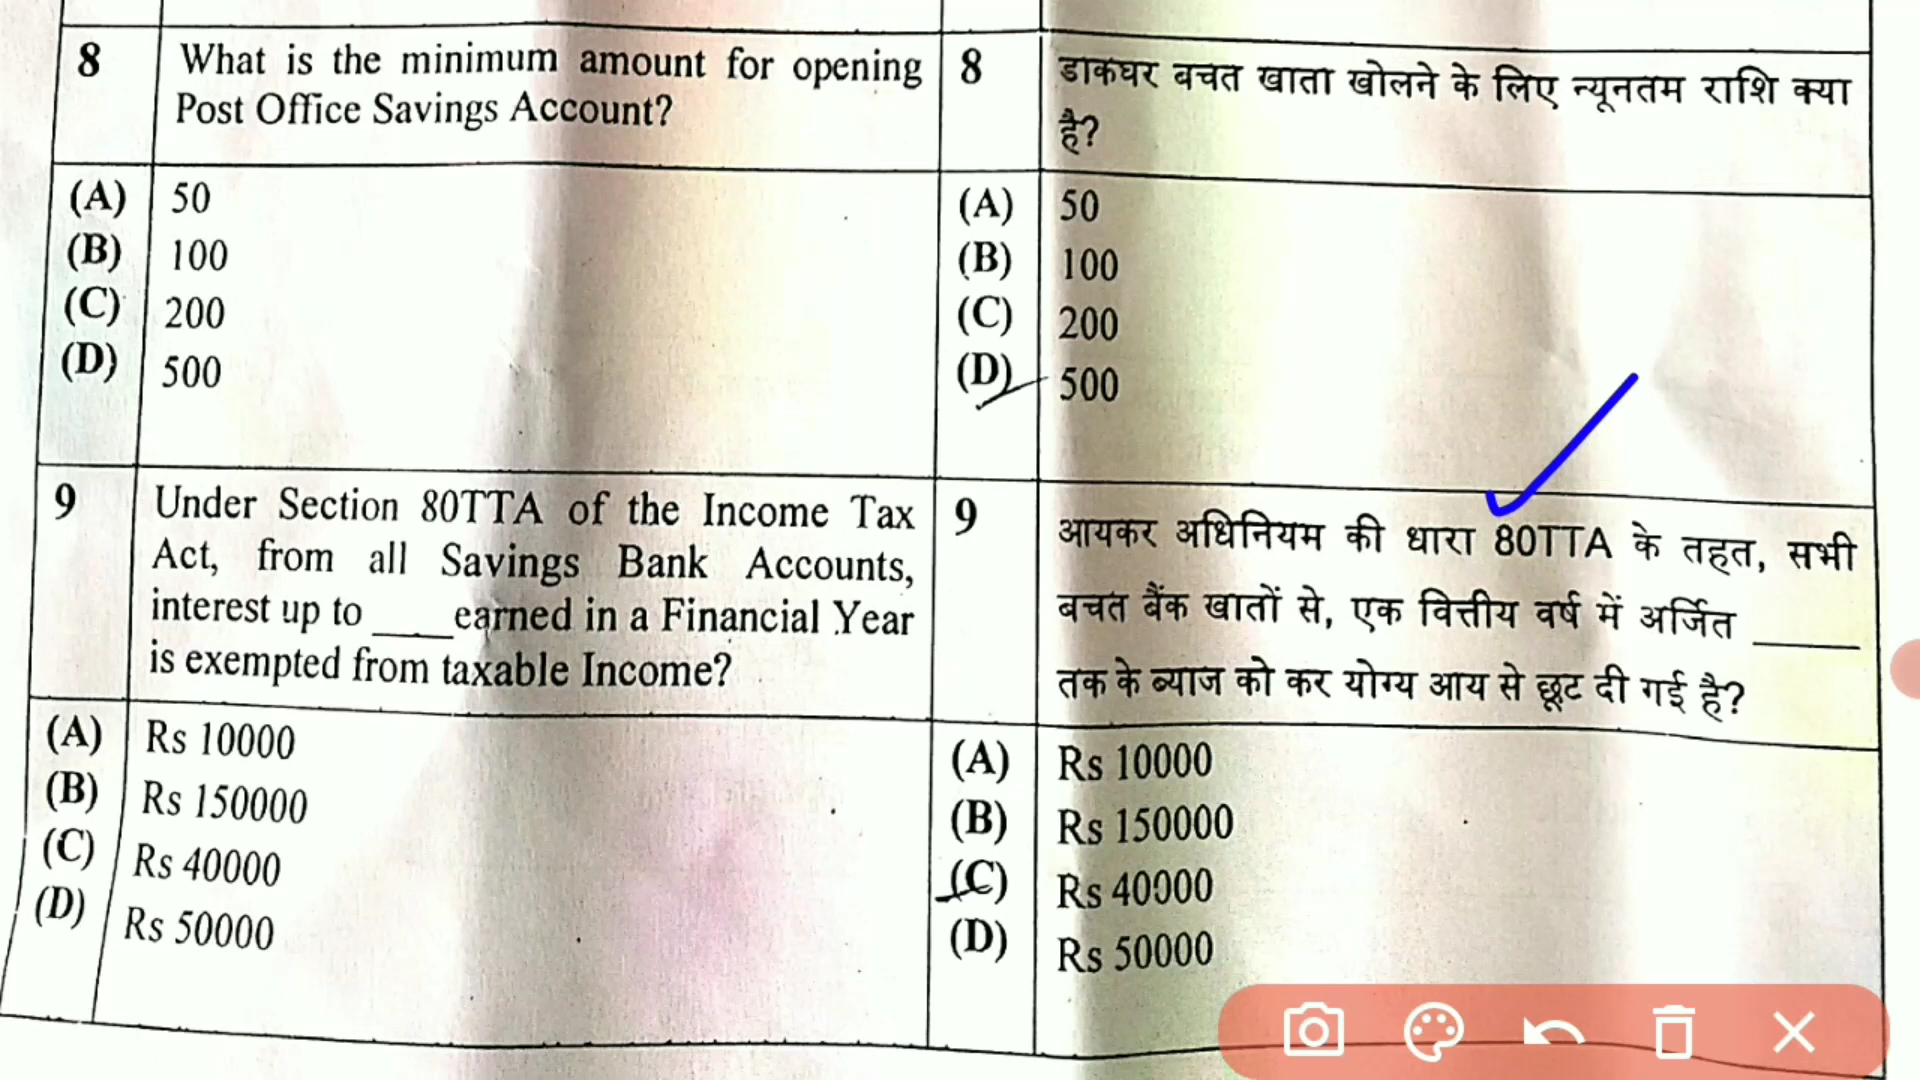 8
What is the minimum amount for opening
Post Office Savings Account?
(A) 50
(B) 100
(C) 200
(D) 500
8
डाकघर बचत खाता खोलने के लिए न्यूनतम राशि क्या
है?
(A) 50
(B) 100
(C) 200
(D) 500
9
Under Section 80TTA of the Income Tax
Act, from all Savings Bank Accounts,
interest up to ____earned in a Financial Year
is exempted from taxable Income?
(A) Rs 10000
(B) Rs 150000
(C) Rs 40000
(D) Rs 50000
9
आयकर अधिनियम की धारा 80TTA के तहत, सभी
बचत बैंक खातों से, एक वित्तीय वर्ष में अर्जित _____
तक के ब्याज को कर योग्य आय से छूट दी गई है?
(A) Rs 10000
(B) Rs 150000
(C) Rs 40000
(D) Rs 50000